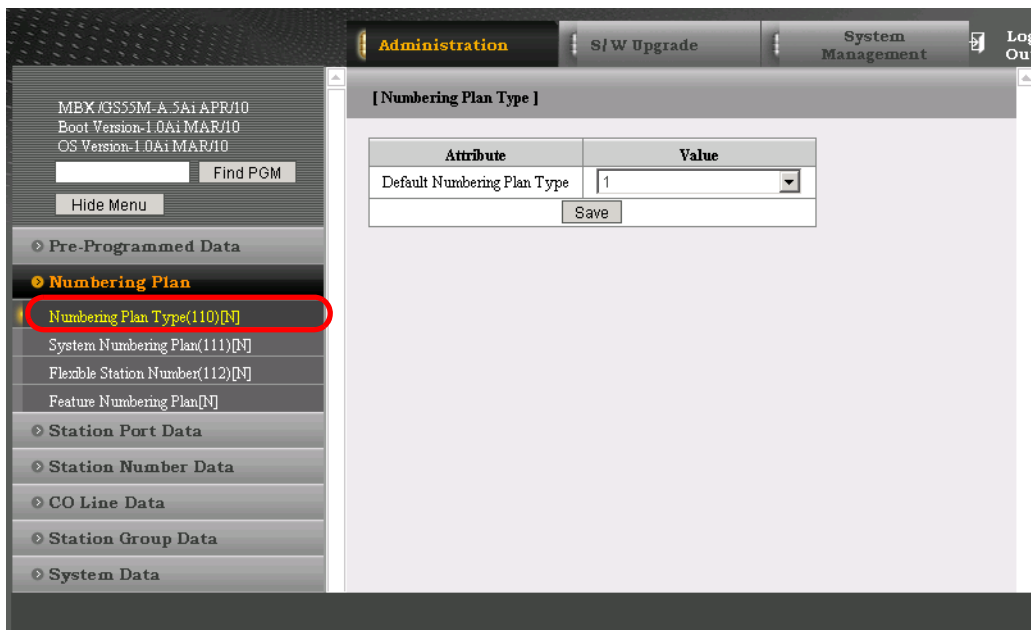 Administration
S/W Upgrade
System
Management
Log
Out
MBX /GS55M-A.5Ai APR/10
Boot Version-1.0Ai MAR/10
OS Version-1.0Ai MAR/10
Find PGM
Hide Menu
Pre-Programmed Data
Numbering Plan
Numbering Plan Type(110)[N]
System Numbering Plan(111)[N]
Flexible Station Number(112)[N]
Feature Numbering Plan[N]
Station Port Data
Station Number Data
CO Line Data
Station Group Data
System Data
[ Numbering Plan Type ]
Attribute Value
Default Numbering Plan Type 1
Save